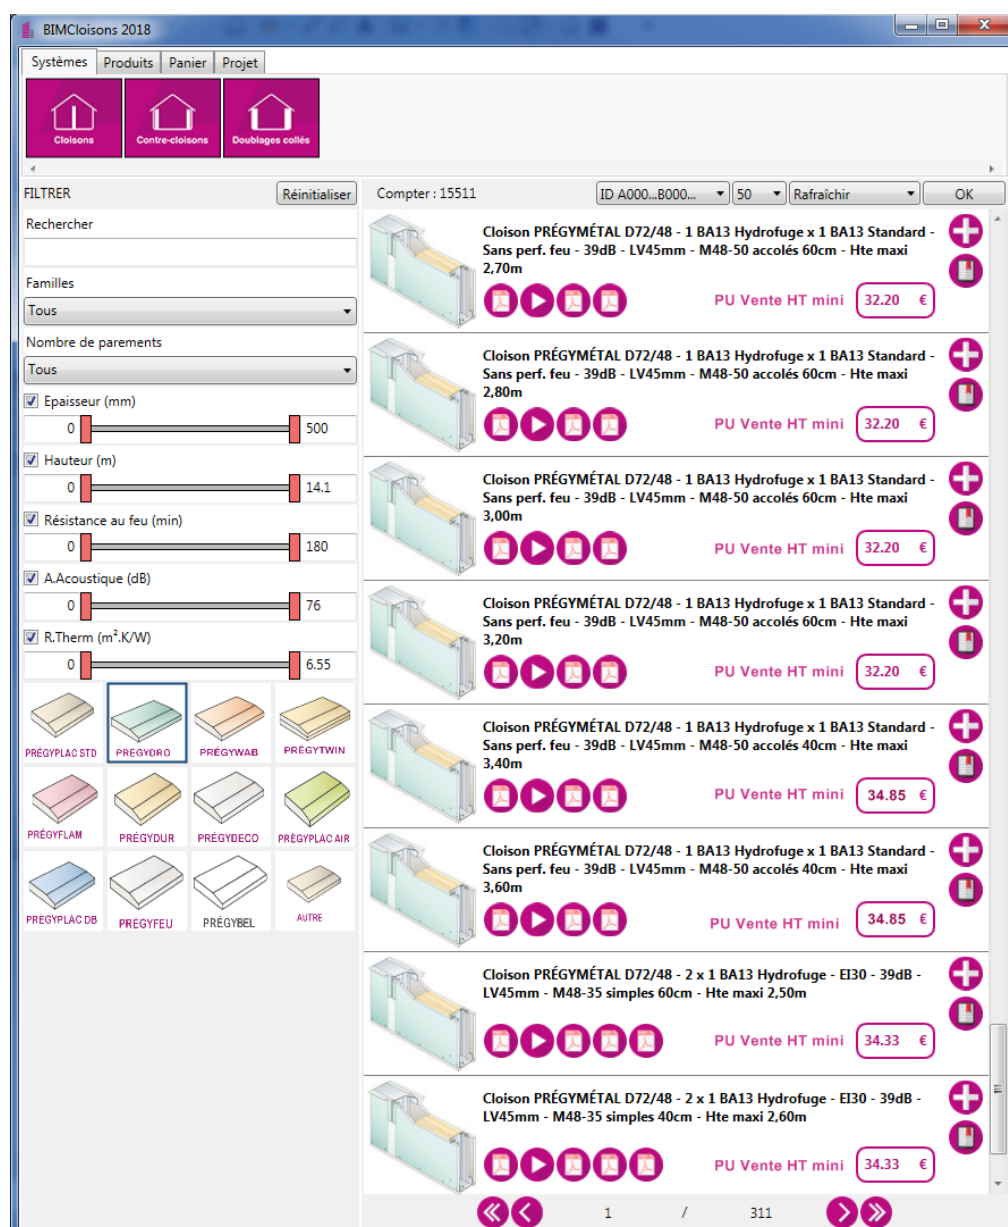 BIMCloisons 2018
Systèmes Produits Panier Projet
Cloisons Contre-cloisons Doublages collés
FILTRER Réinitialiser Compter : 15511 ID A000...B000... 50 Rafraîchir OK
Rechercher
Familles
Tous
Nombre de parements
Tous
Epaisseur (mm)
0 500
Hauteur (m)
0 14.1
Résistance au feu (min)
0 180
A.Acoustique (dB)
0 76
R.Therm (m².K/W)
0 6.55
PRÉGYPLAC STD PRÉGYDRO PRÉGYWAB PRÉGYTWIN
PRÉGYFLAM PRÉGYDUR PRÉGYDECO PRÉGYPLAC AIR
PRÉGYPLAC DB PRÉGYFEU PRÉGYBEL AUTRE
Cloison PRÉGYMÉTAL D72/48 - 1 BA13 Hydrofuge x 1 BA13 Standard -
Sans perf. feu - 39dB - LV45mm - M48-50 accolés 60cm - Hte maxi
2,70m
PU Vente HT mini 32.20 €
Cloison PRÉGYMÉTAL D72/48 - 1 BA13 Hydrofuge x 1 BA13 Standard -
Sans perf. feu - 39dB - LV45mm - M48-50 accolés 60cm - Hte maxi
2,80m
PU Vente HT mini 32.20 €
Cloison PRÉGYMÉTAL D72/48 - 1 BA13 Hydrofuge x 1 BA13 Standard -
Sans perf. feu - 39dB - LV45mm - M48-50 accolés 60cm - Hte maxi
3,00m
PU Vente HT mini 32.20 €
Cloison PRÉGYMÉTAL D72/48 - 1 BA13 Hydrofuge x 1 BA13 Standard -
Sans perf. feu - 39dB - LV45mm - M48-50 accolés 60cm - Hte maxi
3,20m
PU Vente HT mini 32.20 €
Cloison PRÉGYMÉTAL D72/48 - 1 BA13 Hydrofuge x 1 BA13 Standard -
Sans perf. feu - 39dB - LV45mm - M48-50 accolés 40cm - Hte maxi
3,40m
PU Vente HT mini 34.85 €
Cloison PRÉGYMÉTAL D72/48 - 1 BA13 Hydrofuge x 1 BA13 Standard -
Sans perf. feu - 39dB - LV45mm - M48-50 accolés 40cm - Hte maxi
3,60m
PU Vente HT mini 34.85 €
Cloison PRÉGYMÉTAL D72/48 - 2 x 1 BA13 Hydrofuge - EI30 - 39dB -
LV45mm - M48-35 simples 60cm - Hte maxi 2,50m
PU Vente HT mini 34.33 €
Cloison PRÉGYMÉTAL D72/48 - 2 x 1 BA13 Hydrofuge - EI30 - 39dB -
LV45mm - M48-35 simples 40cm - Hte maxi 2,60m
PU Vente HT mini 34.33 €
1 / 311